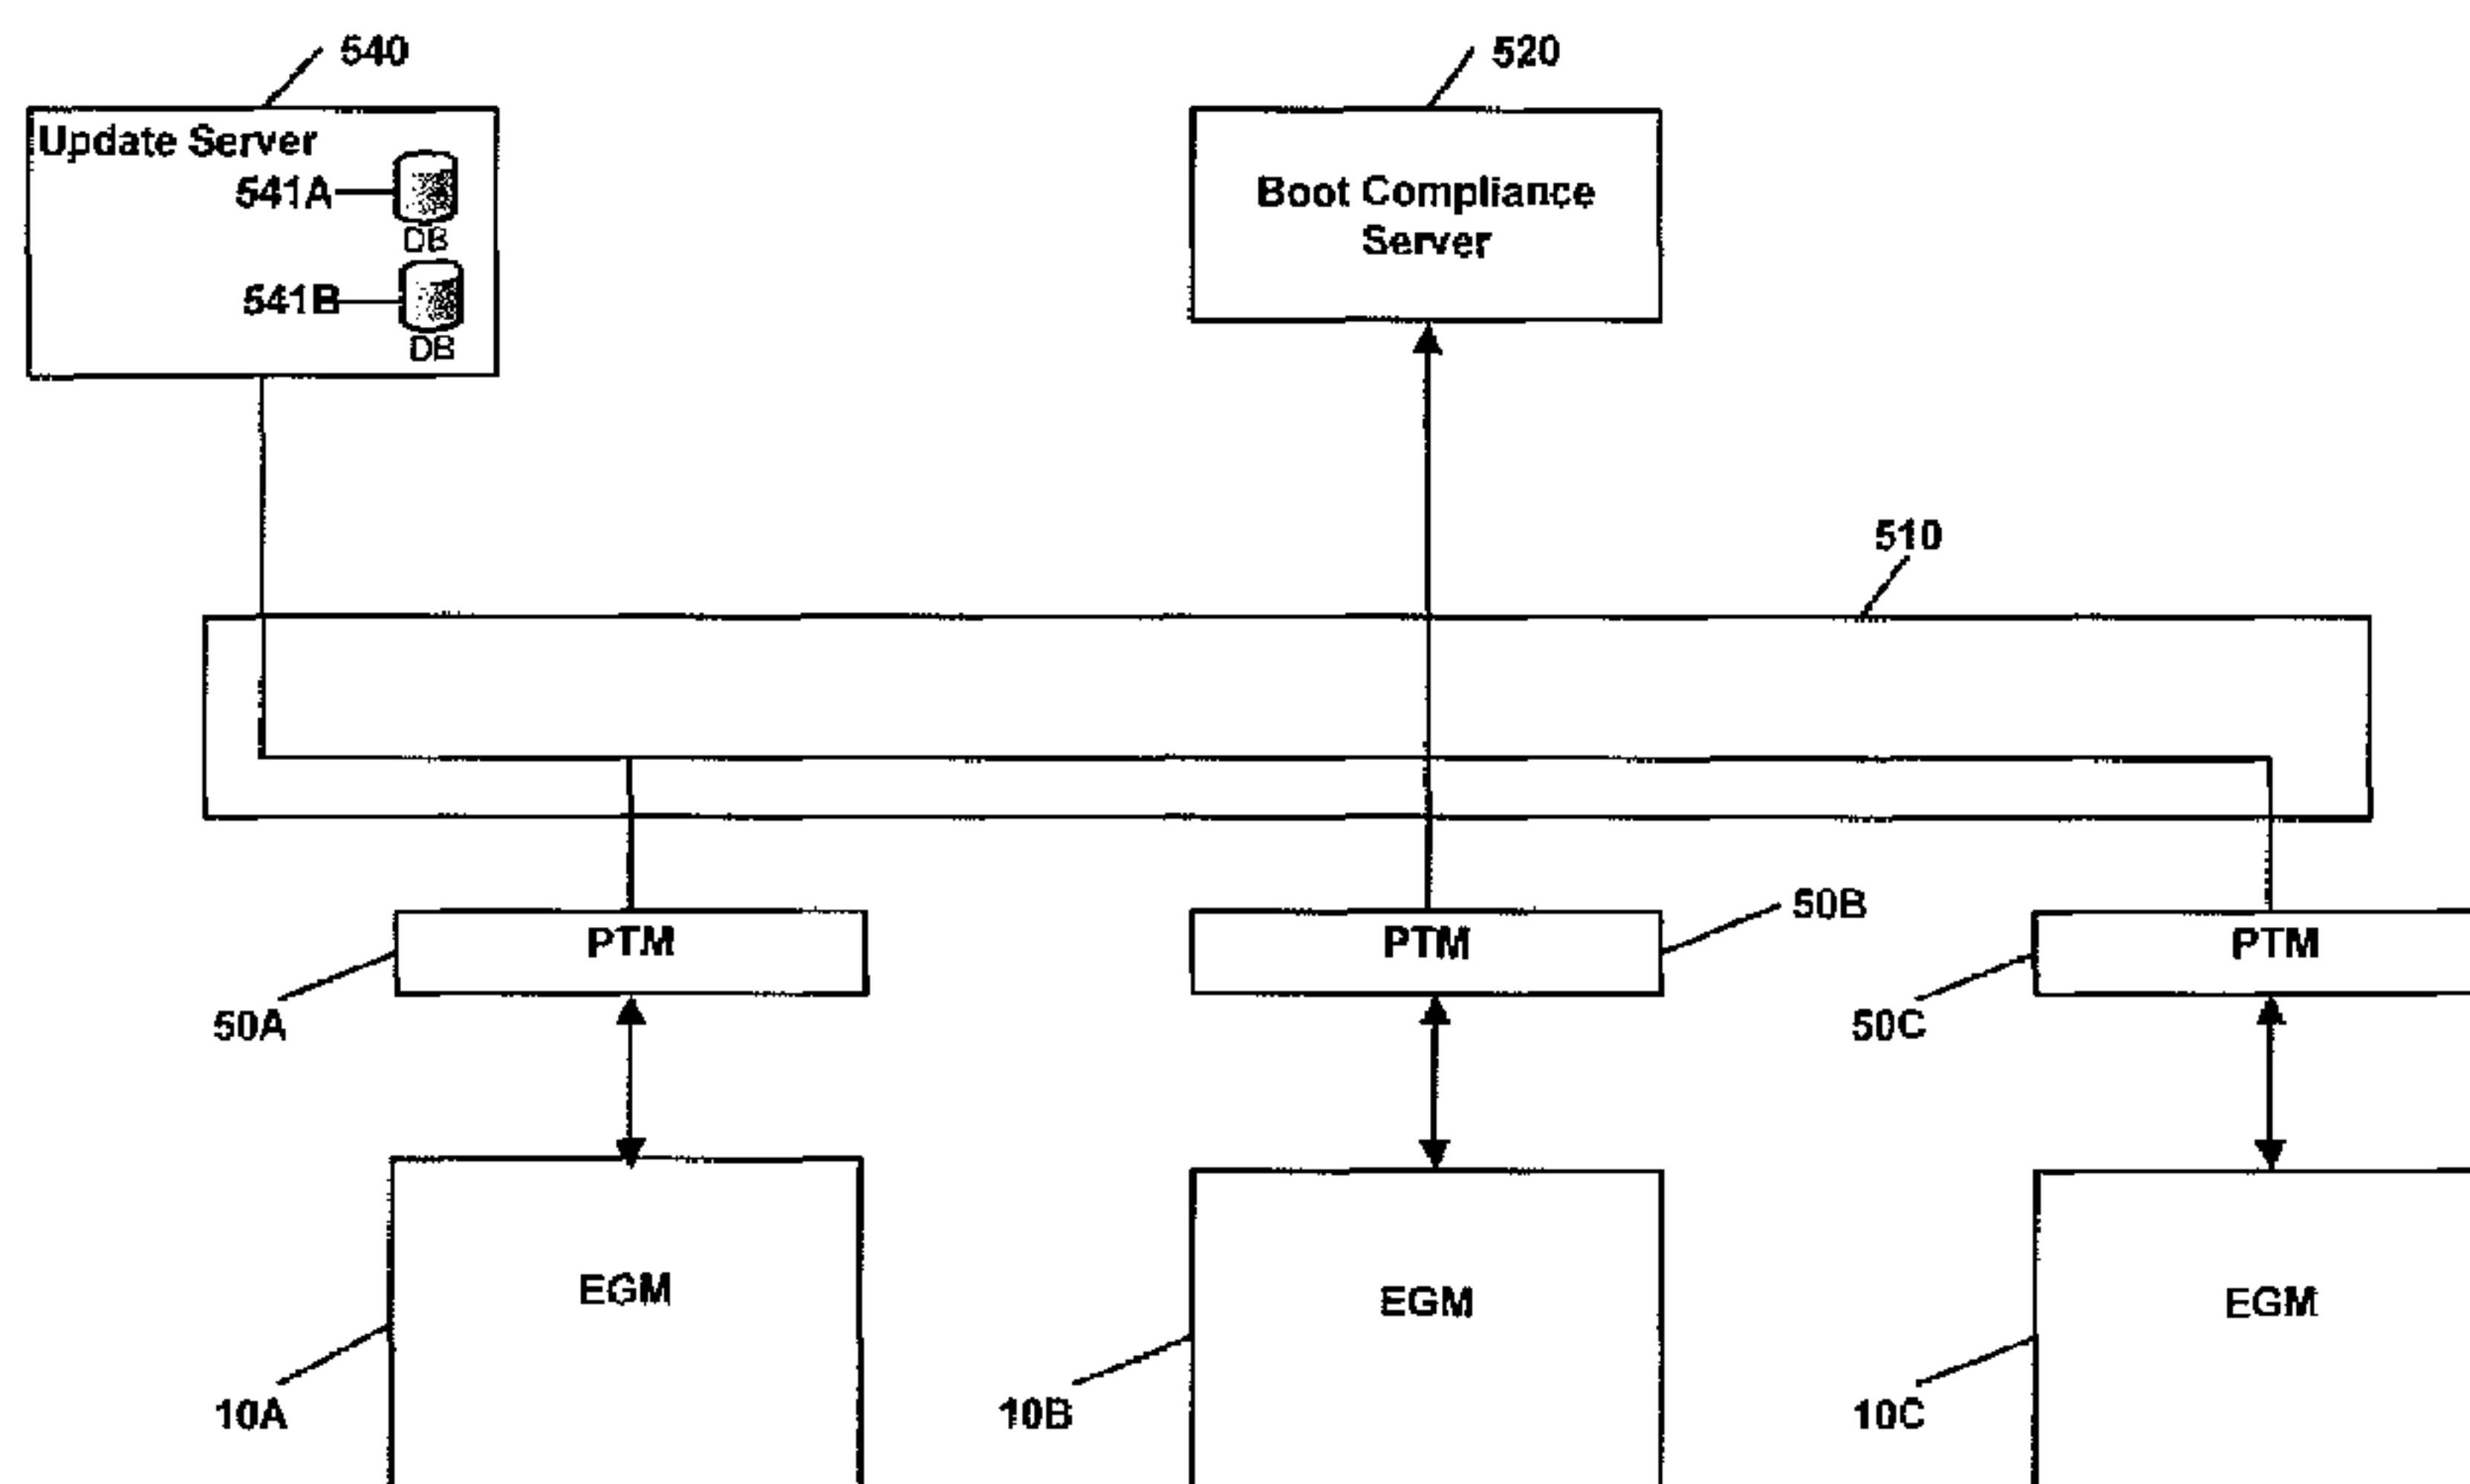 540
520
Update Server
541A
DB
541B
DB
Boot Compliance
Server
510
PTM
50A
PTM
50B
PTM
50C
EGM
10A
EGM
10B
EGM
10C